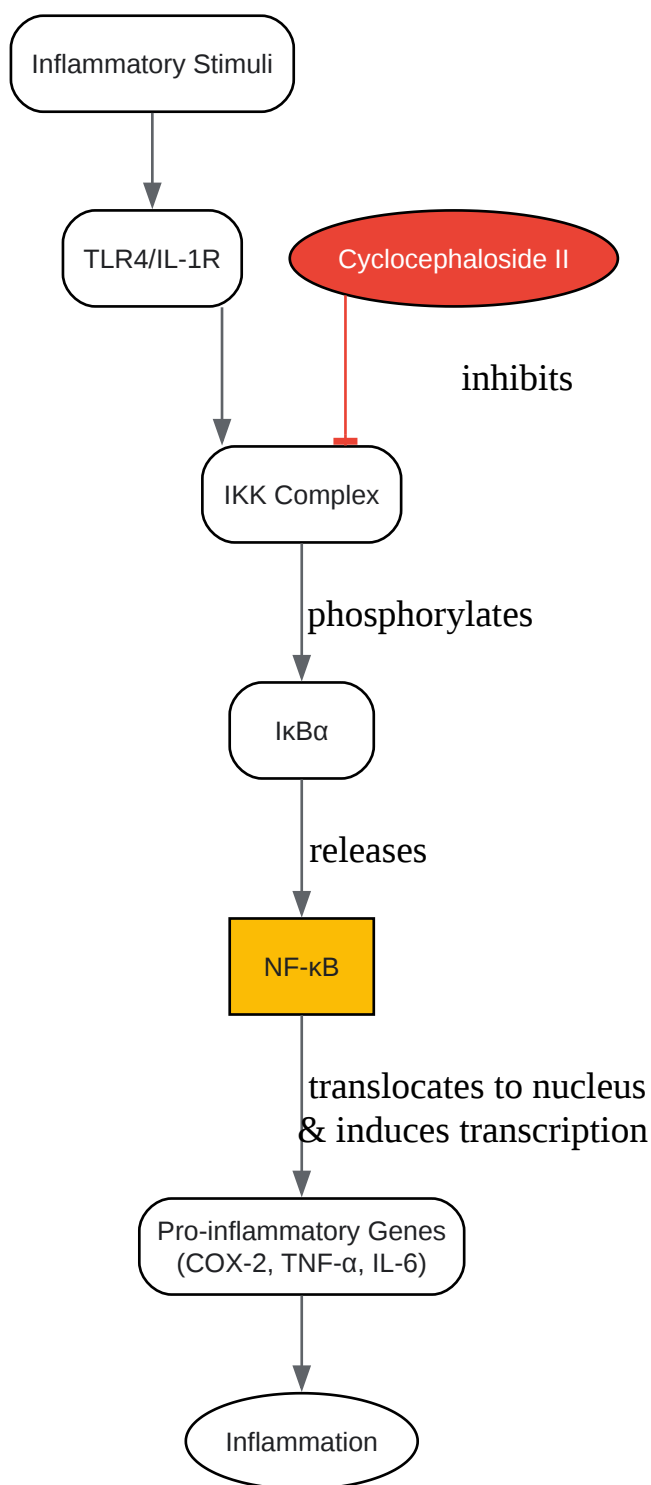 Inflammatory Stimuli
TLR4/IL-1R
Cyclocephaloside II
inhibits
IKK Complex
phosphorylates
IκBα
releases
NF-κB
translocates to nucleus
& induces transcription
Pro-inflammatory Genes
(COX-2, TNF-α, IL-6)
Inflammation